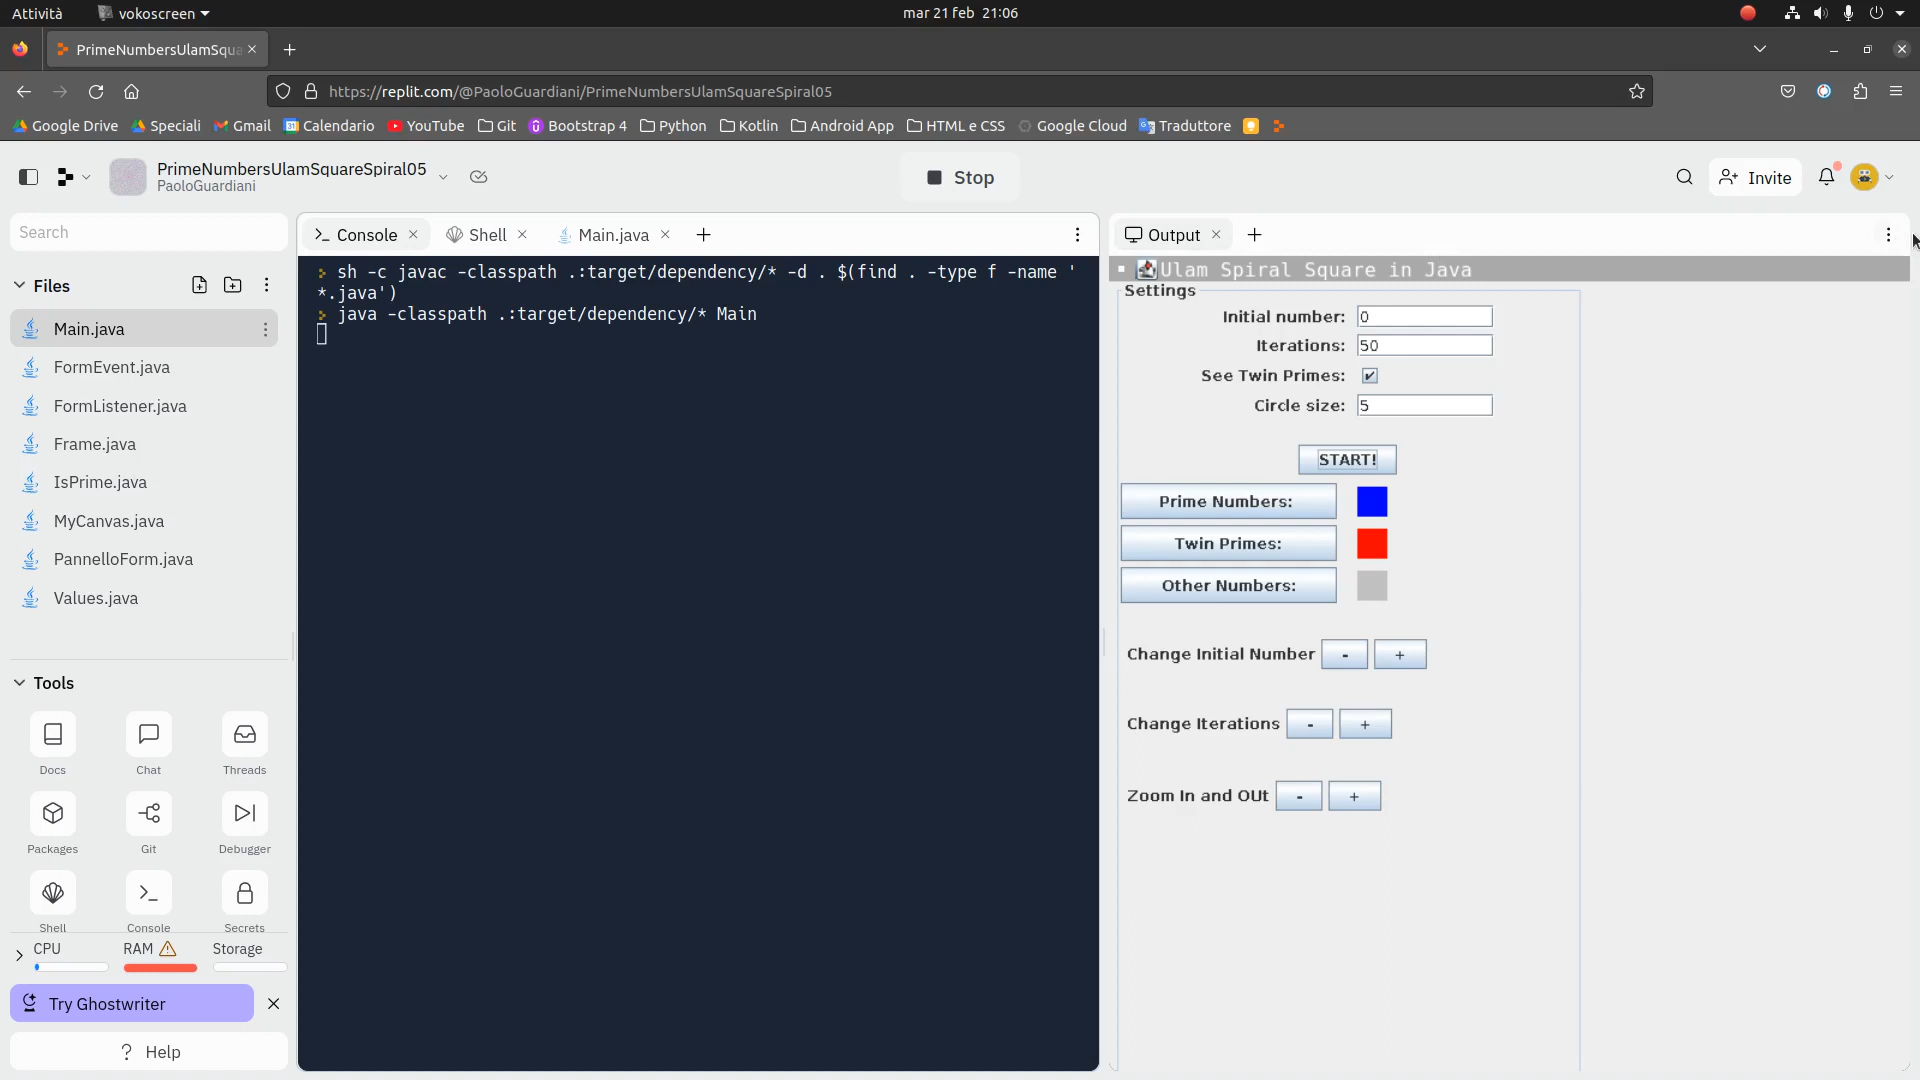 Attività
vokoscreen
mar 21 feb 21:06
PrimeNumbersUlamSqua
https://replit.com/@PaoloGuardiani/PrimeNumbersUlamSquareSpiral05
Google Drive
Speciali
Gmail
Calendario
YouTube
Git
Bootstrap 4
Python
Kotlin
Android App
HTML e CSS
Google Cloud
Traduttore
PrimeNumbersUlamSquareSpiral05
PaoloGuardiani
Stop
Invite
Search
Files
Main.java
FormEvent.java
FormListener.java
Frame.java
IsPrime.java
MyCanvas.java
PannelloForm.java
Values.java
Tools
Docs
Chat
Threads
Packages
Git
Debugger
Shell
Console
Secrets
CPU
RAM
Storage
Try Ghostwriter
? Help
Console
Shell
Main.java
sh -c javac -classpath .:target/dependency/* -d . $(find . -type f -name '
*.java')
java -classpath .:target/dependency/* Main
Output
Ulam Spiral Square in Java
Settings
Initial number: 0
Iterations: 50
See Twin Primes:
Circle size: 5
START!
Prime Numbers:
Twin Primes:
Other Numbers:
Change Initial Number - +
Change Iterations - +
Zoom In and OUt - +